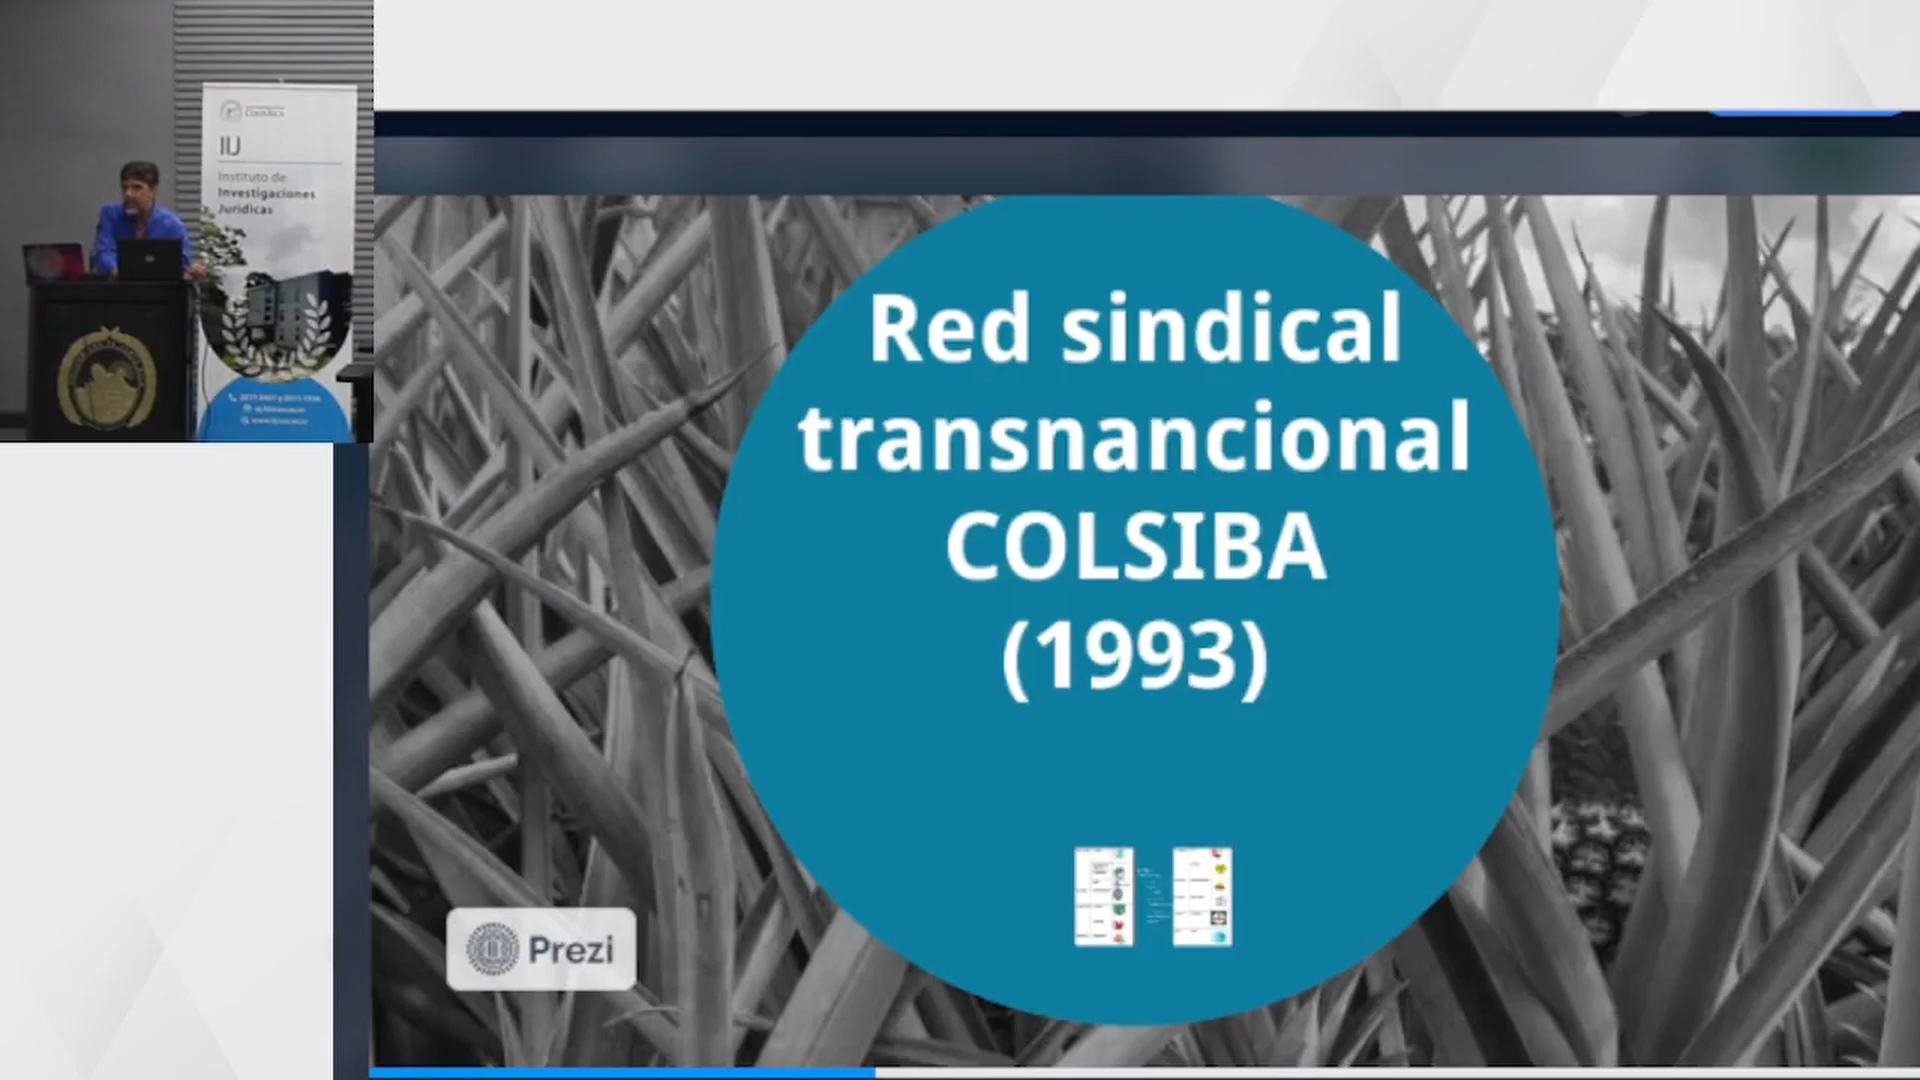 IIJ
Instituto de
Investigaciones
Jurídicas
Red sindical
transnancional
COLSIBA
(1993)
Prezi